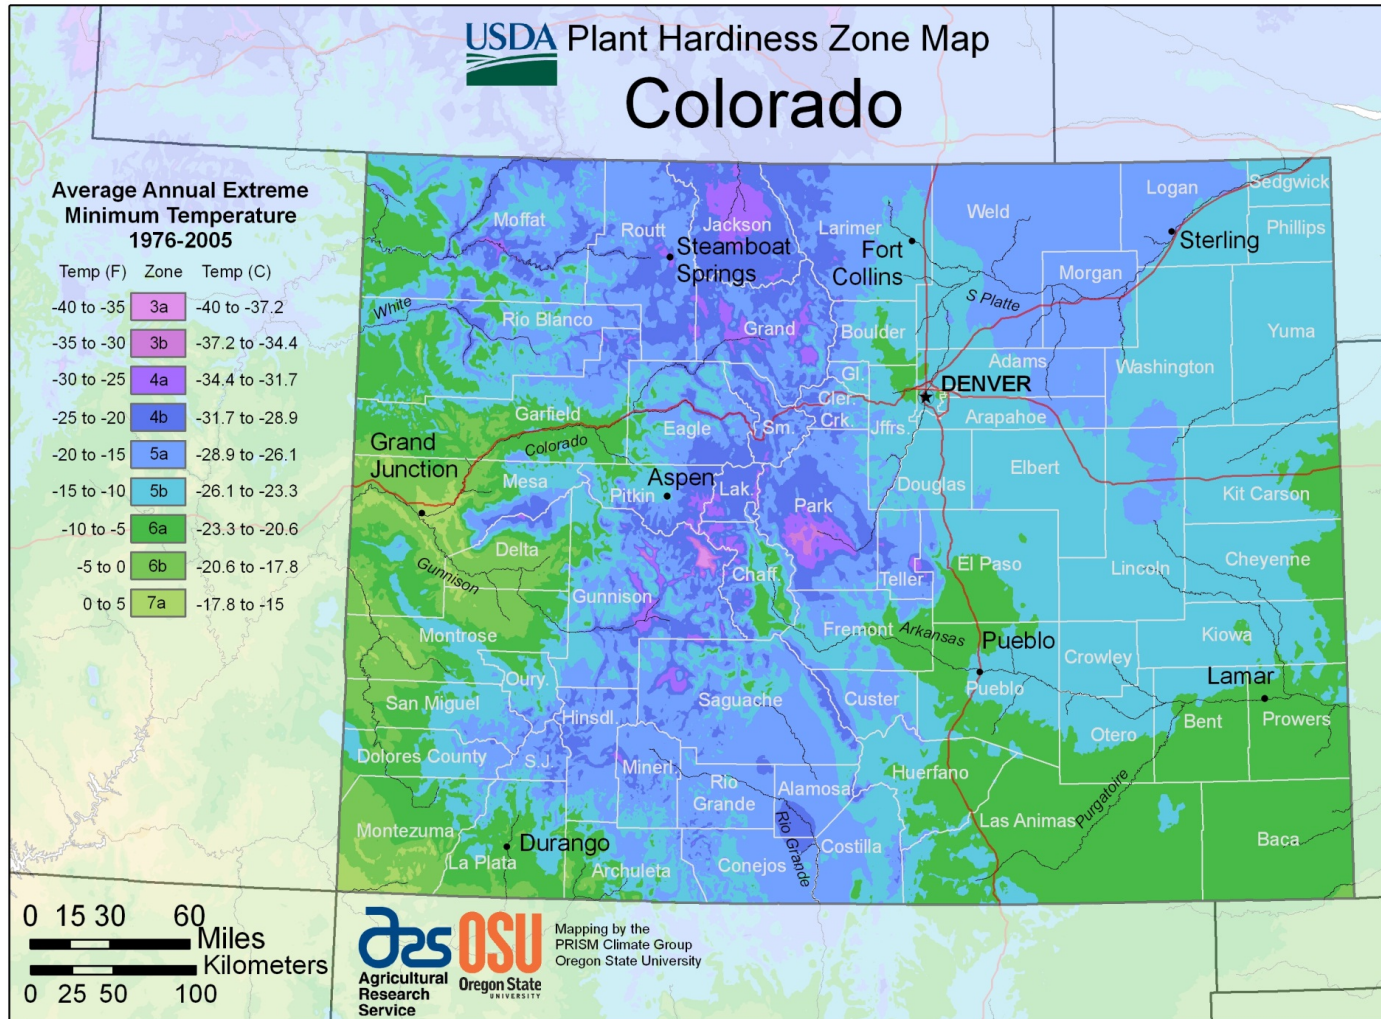 USDA Plant Hardiness Zone Map
Colorado
Average Annual Extreme
Minimum Temperature
1976-2005
Temp (F) Zone Temp (C)
-40 to -35 3a -40 to -37.2
-35 to -30 3b -37.2 to -34.4
-30 to -25 4a -34.4 to -31.7
-25 to -20 4b -31.7 to -28.9
-20 to -15 5a -28.9 to -26.1
-15 to -10 5b -26.1 to -23.3
-10 to -5 6a -23.3 to -20.6
-5 to 0 6b -20.6 to -17.8
0 to 5 7a -17.8 to -15
Moffat
Routt
Jackson
Larimer
Weld
Logan
Sedgwick
Phillips
Steamboat
Springs
Fort
Collins
Sterling
Morgan
S Platte
White
Rio Blanco
Grand
Boulder
Yuma
Washington
Adams
Gl.
DENVER
Cler.
Crk.
Arapahoe
Garfield
Eagle
Sm.
Jffrs.
Colorado
Grand
Junction
Mesa
Aspen
Pitkin
Lak.
Park
Douglas
Elbert
Kit Carson
Delta
Gunnison
Gunnison
Chaff.
Teller
El Paso
Lincoln
Cheyenne
Montrose
Fremont
Arkansas
Pueblo
Pueblo
Crowley
Kiowa
Lamar
Oury.
San Miguel
Hinsdl.
Saguache
Custer
Otero
Bent
Prowers
Dolores County
S.J.
Minerl.
Rio
Grande
Alamosa
Huerfano
Rio Grande
Las Animas
Purgatoire
Baca
Montezuma
La Plata
Durango
Archuleta
Conejos
Costilla
0 15 30 60
Miles
Kilometers
0 25 50 100
ars
Agricultural
Research
Service
OSU
Oregon State
UNIVERSITY
Mapping by the
PRISM Climate Group
Oregon State University